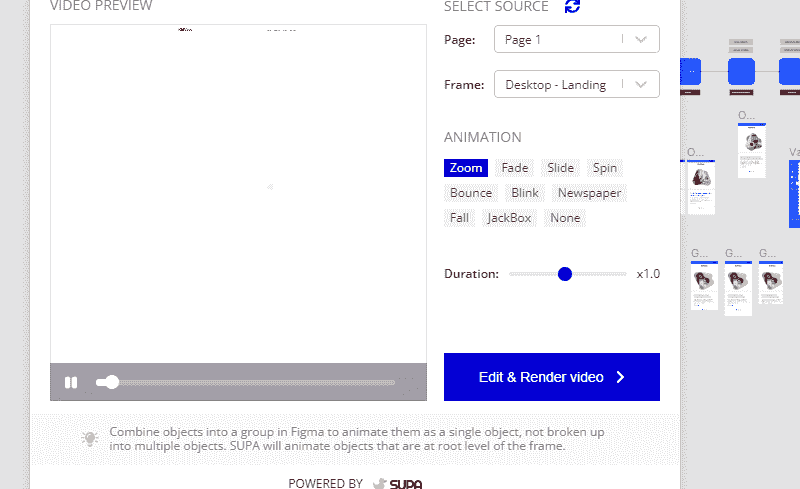 VIDEO PREVIEW
SELECT SOURCE
Page: Page 1
Frame: Desktop - Landing
ANIMATION
Zoom Fade Slide Spin
Bounce Blink Newspaper
Fall JackBox None
Duration: x1.0
Edit & Render video
Combine objects into a group in Figma to animate them as a single object, not broken up
into multiple objects. SUPA will animate objects that are at root level of the frame.
POWERED BY SUPA
O...
O...
Va
G... G... G...